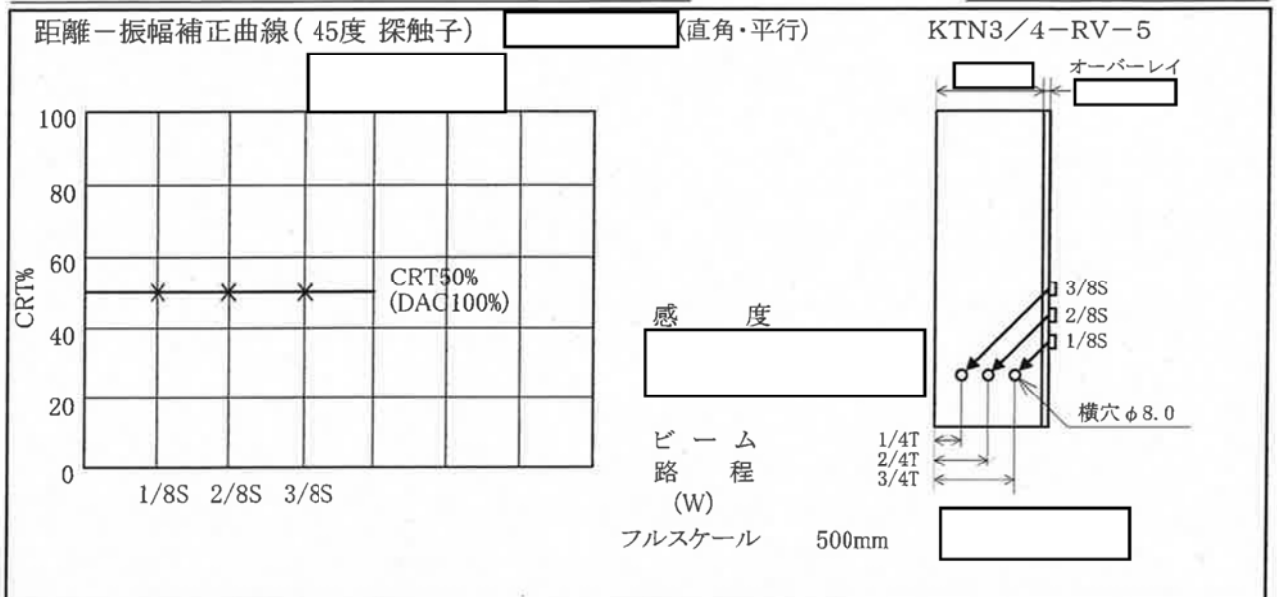 距離－振幅補正曲線( 45度 探触子)
(直角・平行)
KTN3／4－RV－5
オーバーレイ
100
80
60
40
20
0
CRT%
CRT50%
(DAC100%)
1/8S 2/8S 3/8S
感 度
ビ ー ム
路 程
(W)
フルスケール 500mm
3/8S
2/8S
1/8S
横穴φ8.0
1/4T
2/4T
3/4T